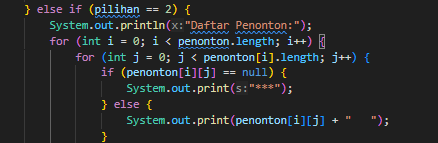 } else if (pilihan == 2) {
System.out.println(x:"Daftar Penonton:");
for (int i = 0; i < penonton.length; i++) {
for (int j = 0; j < penonton[i].length; j++) {
if (penonton[i][j] == null) {
System.out.print(s:"***");
} else {
System.out.print(penonton[i][j] + "   ");
}